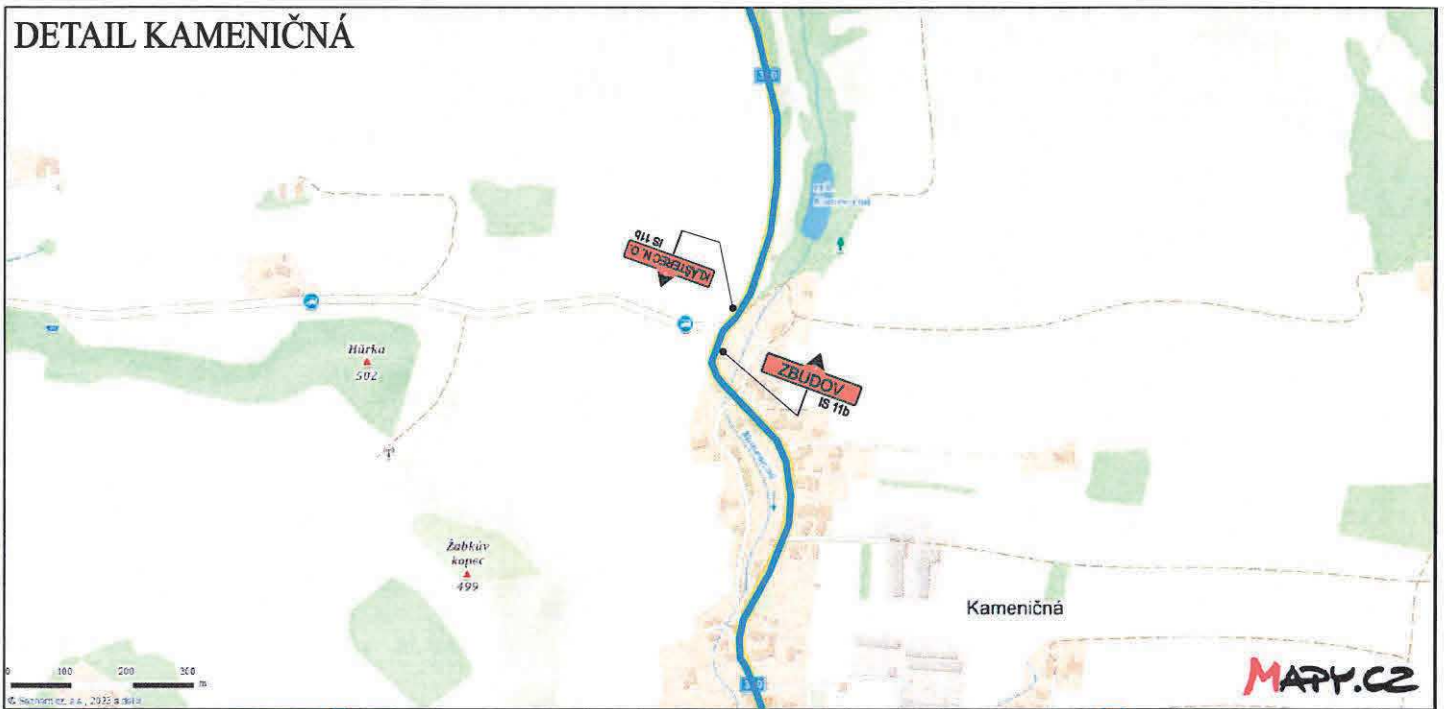 DETAIL KAMENIČNÁ
IS 11b
KLÁŠTEREC N. O.
Hůrka
502
ZBUDOV
IS 11b
Žabkův
kopec
499
Kameničná
0 100 200 300 m
MAPY.CZ